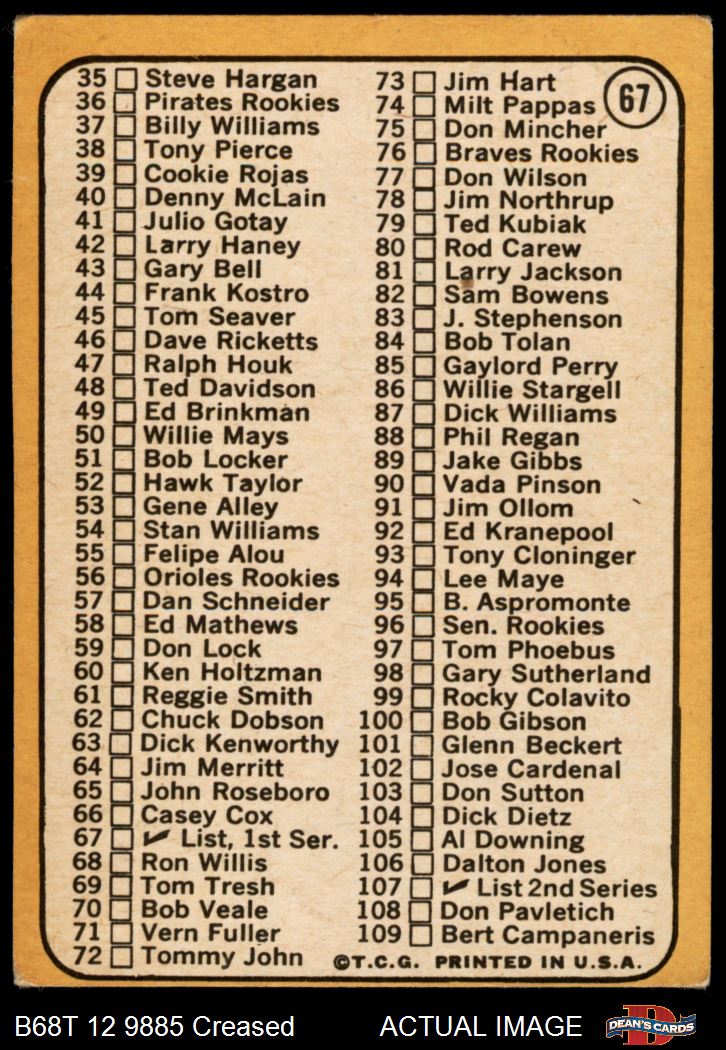 35 Steve Hargan
36 Pirates Rookies
37 Billy Williams
38 Tony Pierce
39 Cookie Rojas
40 Denny McLain
41 Julio Gotay
42 Larry Haney
43 Gary Bell
44 Frank Kostro
45 Tom Seaver
46 Dave Ricketts
47 Ralph Houk
48 Ted Davidson
49 Ed Brinkman
50 Willie Mays
51 Bob Locker
52 Hawk Taylor
53 Gene Alley
54 Stan Williams
55 Felipe Alou
56 Orioles Rookies
57 Dan Schneider
58 Ed Mathews
59 Don Lock
60 Ken Holtzman
61 Reggie Smith
62 Chuck Dobson
63 Dick Kenworthy
64 Jim Merritt
65 John Roseboro
66 Casey Cox
67 ✔ List, 1st Ser.
68 Ron Willis
69 Tom Tresh
70 Bob Veale
71 Vern Fuller
72 Tommy John
73 Jim Hart
74 Milt Pappas
75 Don Mincher
76 Braves Rookies
77 Don Wilson
78 Jim Northrup
79 Ted Kubiak
80 Rod Carew
81 Larry Jackson
82 Sam Bowens
83 J. Stephenson
84 Bob Tolan
85 Gaylord Perry
86 Willie Stargell
87 Dick Williams
88 Phil Regan
89 Jake Gibbs
90 Vada Pinson
91 Jim Ollom
92 Ed Kranepool
93 Tony Cloninger
94 Lee Maye
95 B. Aspromonte
96 Sen. Rookies
97 Tom Phoebus
98 Gary Sutherland
99 Rocky Colavito
100 Bob Gibson
101 Glenn Beckert
102 Jose Cardenal
103 Don Sutton
104 Dick Dietz
105 Al Downing
106 Dalton Jones
107 ✔ List 2nd Series
108 Don Pavletich
109 Bert Campaneris
67
©T.C.G. PRINTED IN U.S.A.
B68T 12 9885 Creased
ACTUAL IMAGE
D
DEAN'S CARDS